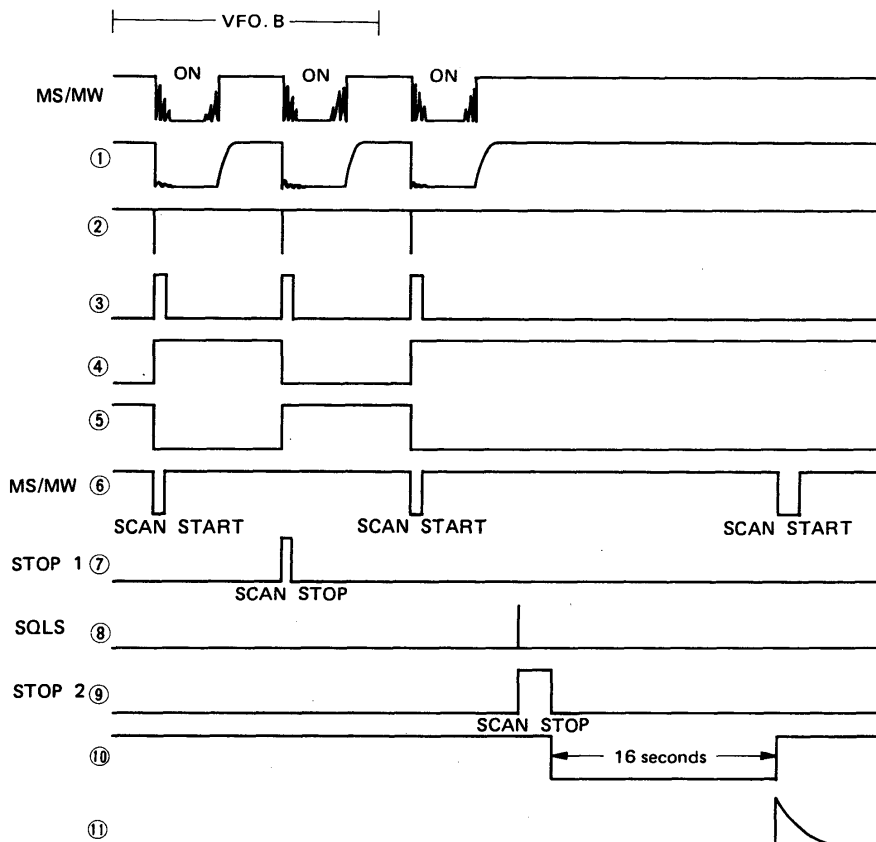 VFO. B
MS/MW ON ON ON
①
②
③
④
⑤
MS/MW ⑥
SCAN START SCAN START SCAN START
STOP 1 ⑦
SCAN STOP
SQLS ⑧
STOP 2 ⑨
SCAN STOP
⑩ 16 seconds
⑪